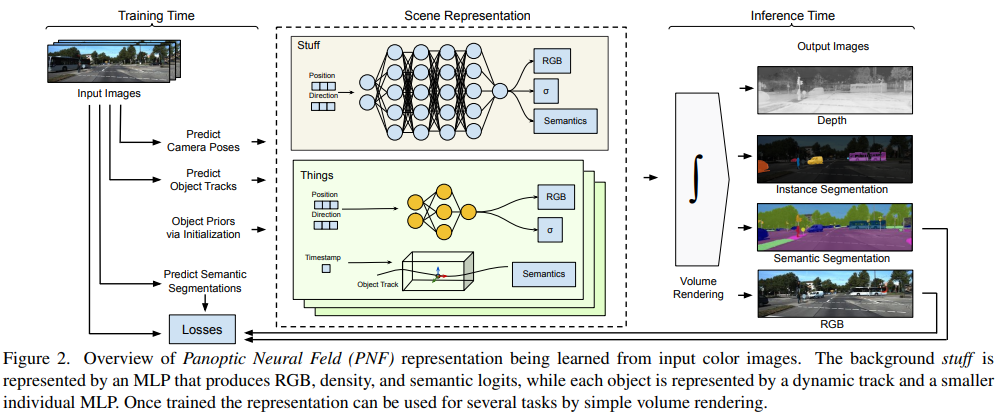 Training Time
Scene Representation
Inference Time
Input Images
Predict
Camera Poses
Predict
Object Tracks
Object Priors
via Initialization
Predict Semantic
Segmentations
Losses
Stuff
Position
Direction
RGB
σ
Semantics
Things
Position
Direction
RGB
σ
Timestamp
Object Track
Semantics
∫
Volume
Rendering
Output Images
Depth
Instance Segmentation
Semantic Segmentation
RGB
Figure 2. Overview of Panoptic Neural Feld (PNF) representation being learned from input color images. The background stuff is
represented by an MLP that produces RGB, density, and semantic logits, while each object is represented by a dynamic track and a smaller
individual MLP. Once trained the representation can be used for several tasks by simple volume rendering.